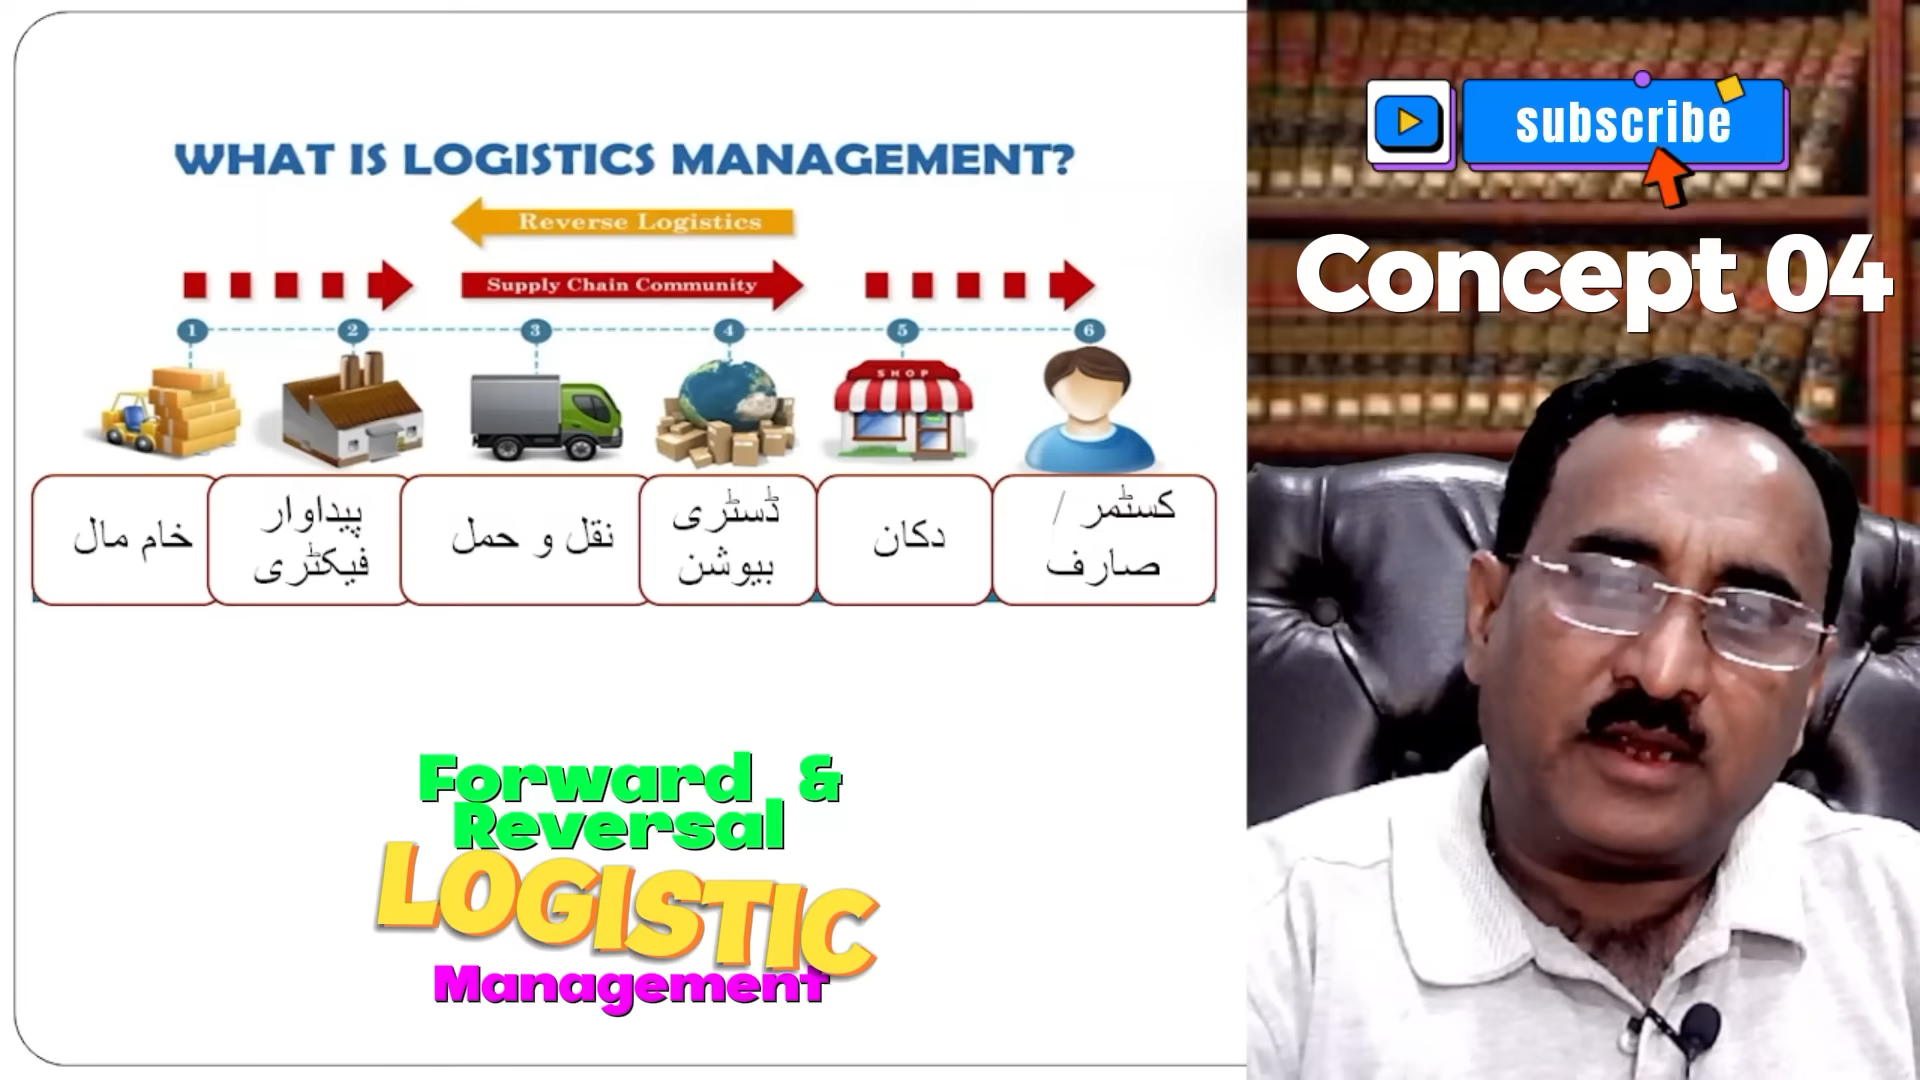 WHAT IS LOGISTICS MANAGEMENT?
Reverse Logistics
Supply Chain Community
1 2 3 4 5 6
SHOP
خام مال
پیداوار
فیکٹری
نقل و حمل
ڈسٹری
بیوشن
دکان
کسٹمر /
صارف
Forward &
Reversal
LOGISTIC
Management
subscribe
Concept 04